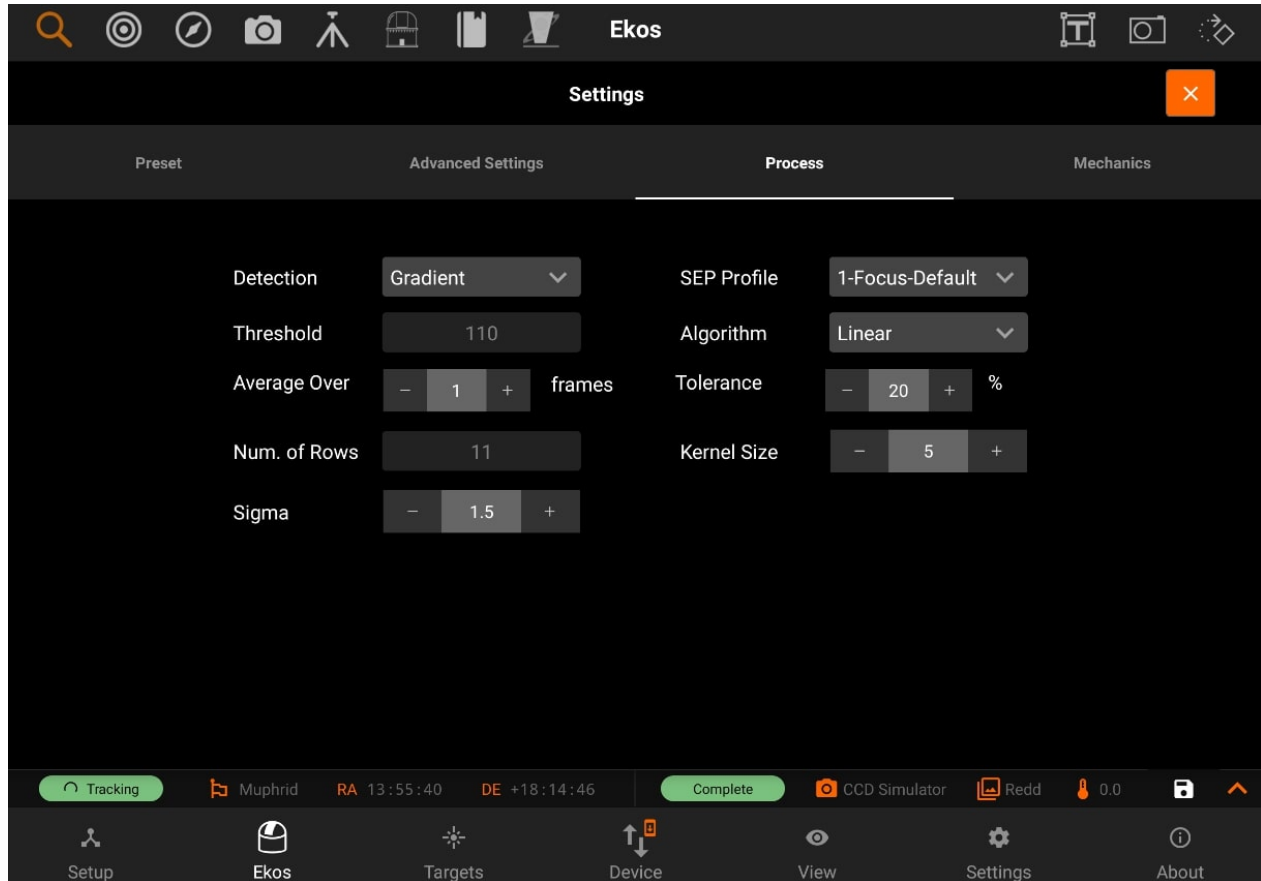 Ekos
Settings
Preset Advanced Settings Process Mechanics
Detection Gradient SEP Profile 1-Focus-Default
Threshold 110 Algorithm Linear
Average Over − 1 + frames Tolerance − 20 + %
Num. of Rows 11 Kernel Size − 5 +
Sigma − 1.5 +
Tracking Muphrid RA 13:55:40 DE +18:14:46 Complete CCD Simulator Redd 0.0
Setup Ekos Targets Device View Settings About